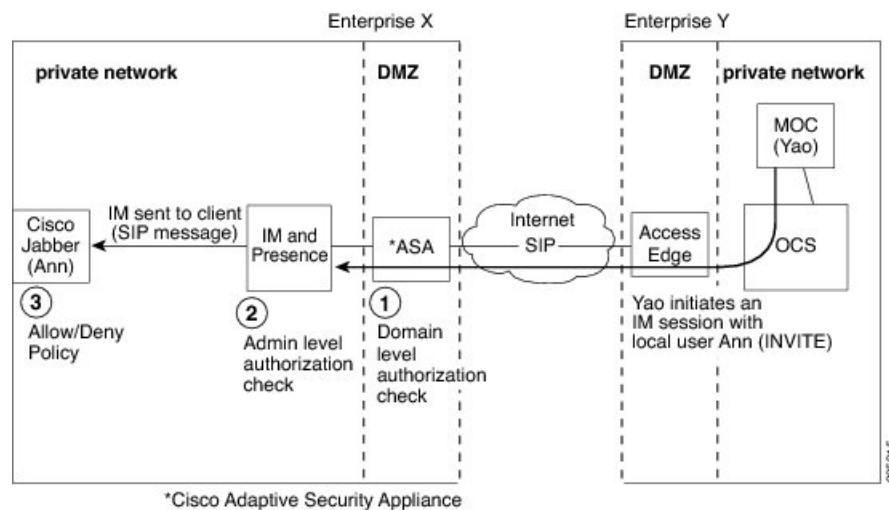 Enterprise X
Enterprise Y
private network
DMZ
DMZ
private network
MOC
(Yao)
Cisco
Jabber
(Ann)
IM sent to client
(SIP message)
IM and
Presence
*ASA
Internet
SIP
Access
Edge
OCS
3
Allow/Deny
Policy
2
Admin level
authorization
check
1
Domain
level
authorization
check
Yao initiates an
IM session with
local user Ann (INVITE)
*Cisco Adaptive Security Appliance